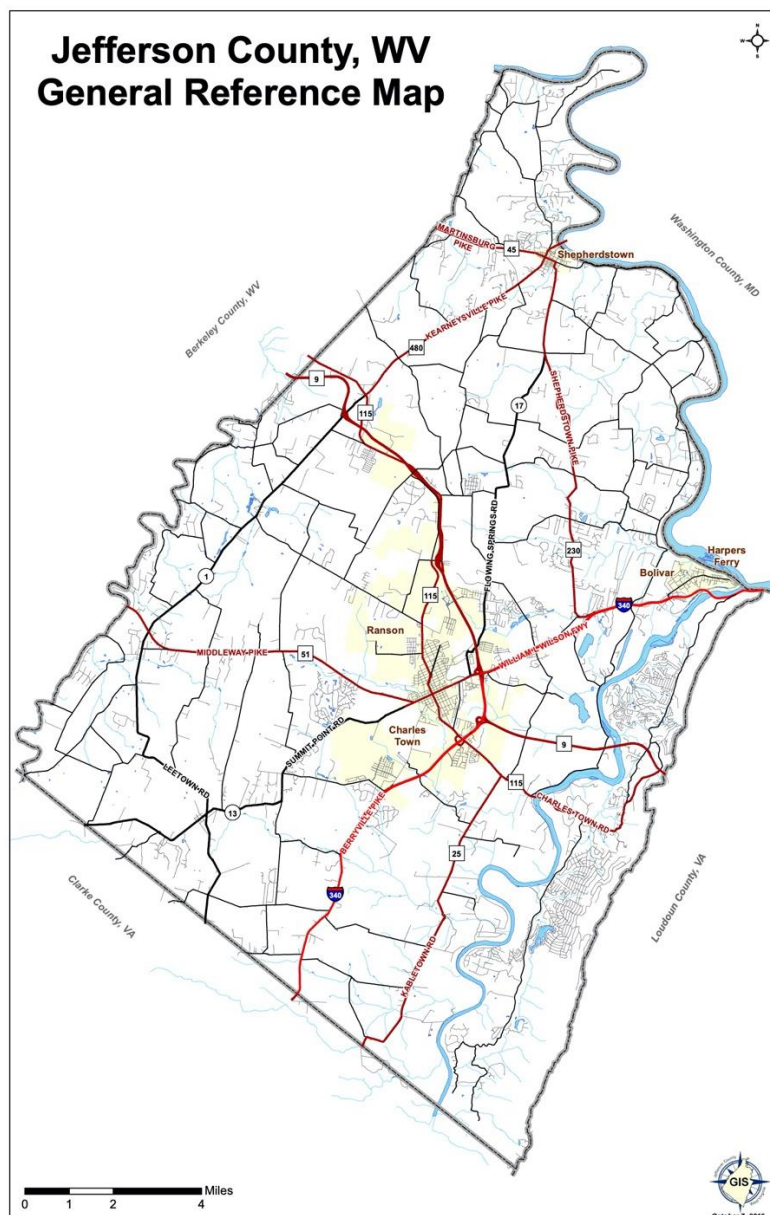 Jefferson County, WV
General Reference Map
Washington County, MD
Berkeley County, WV
MARTINSBURG
PIKE
45
Shepherdstown
KEARNEYSVILLE PIKE
480
9
115
17
SHEPHERDSTOWN PIKE
FLOWING SPRINGS RD
230
Harpers
Ferry
Bolivar
340
1
115
Ranson
WILLIAM L WILSON FWY
MIDDLEWAY PIKE
51
SUMMIT POINT RD
Charles
Town
9
LEETOWN RD
115
CHARLES TOWN RD
13
BERRYVILLE PIKE
25
340
Clarke County, VA
Loudoun County, VA
KABLETOWN RD
0 1 2 4 Miles
GIS